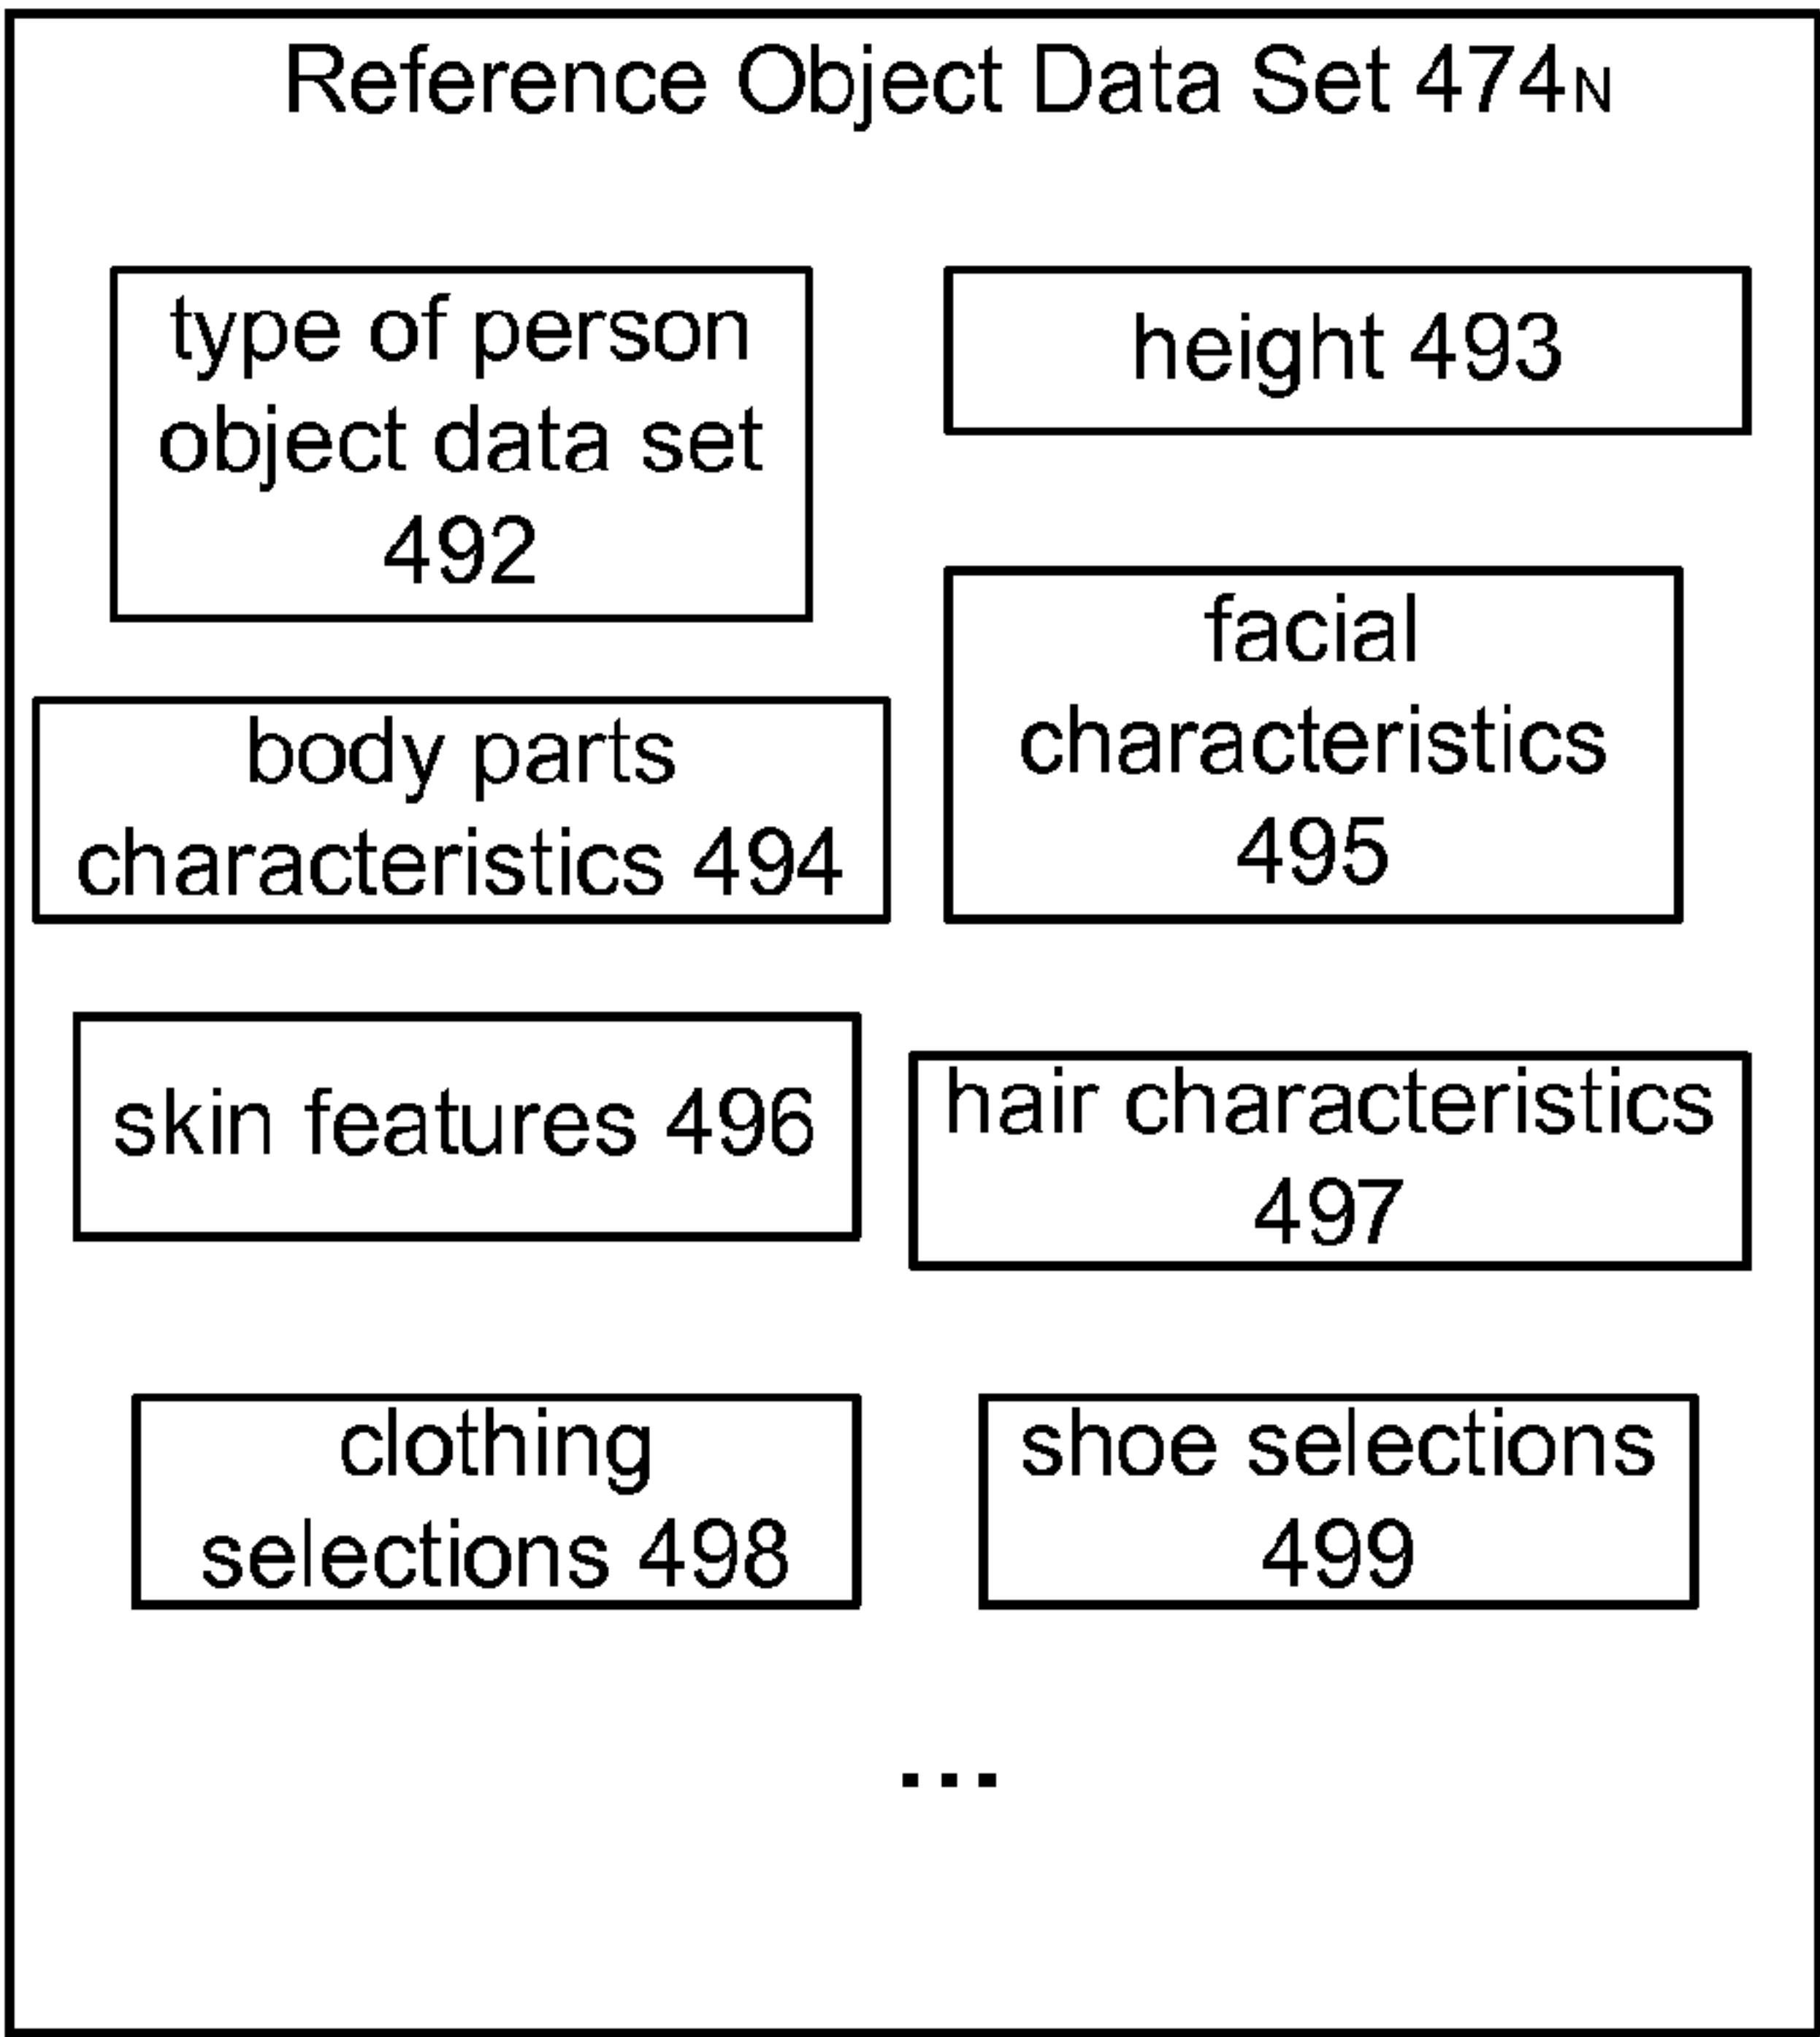 Reference Object Data Set 474N
type of person
object data set
492
height 493
body parts
characteristics 494
facial
characteristics
495
skin features 496
hair characteristics
497
clothing
selections 498
shoe selections
499
...